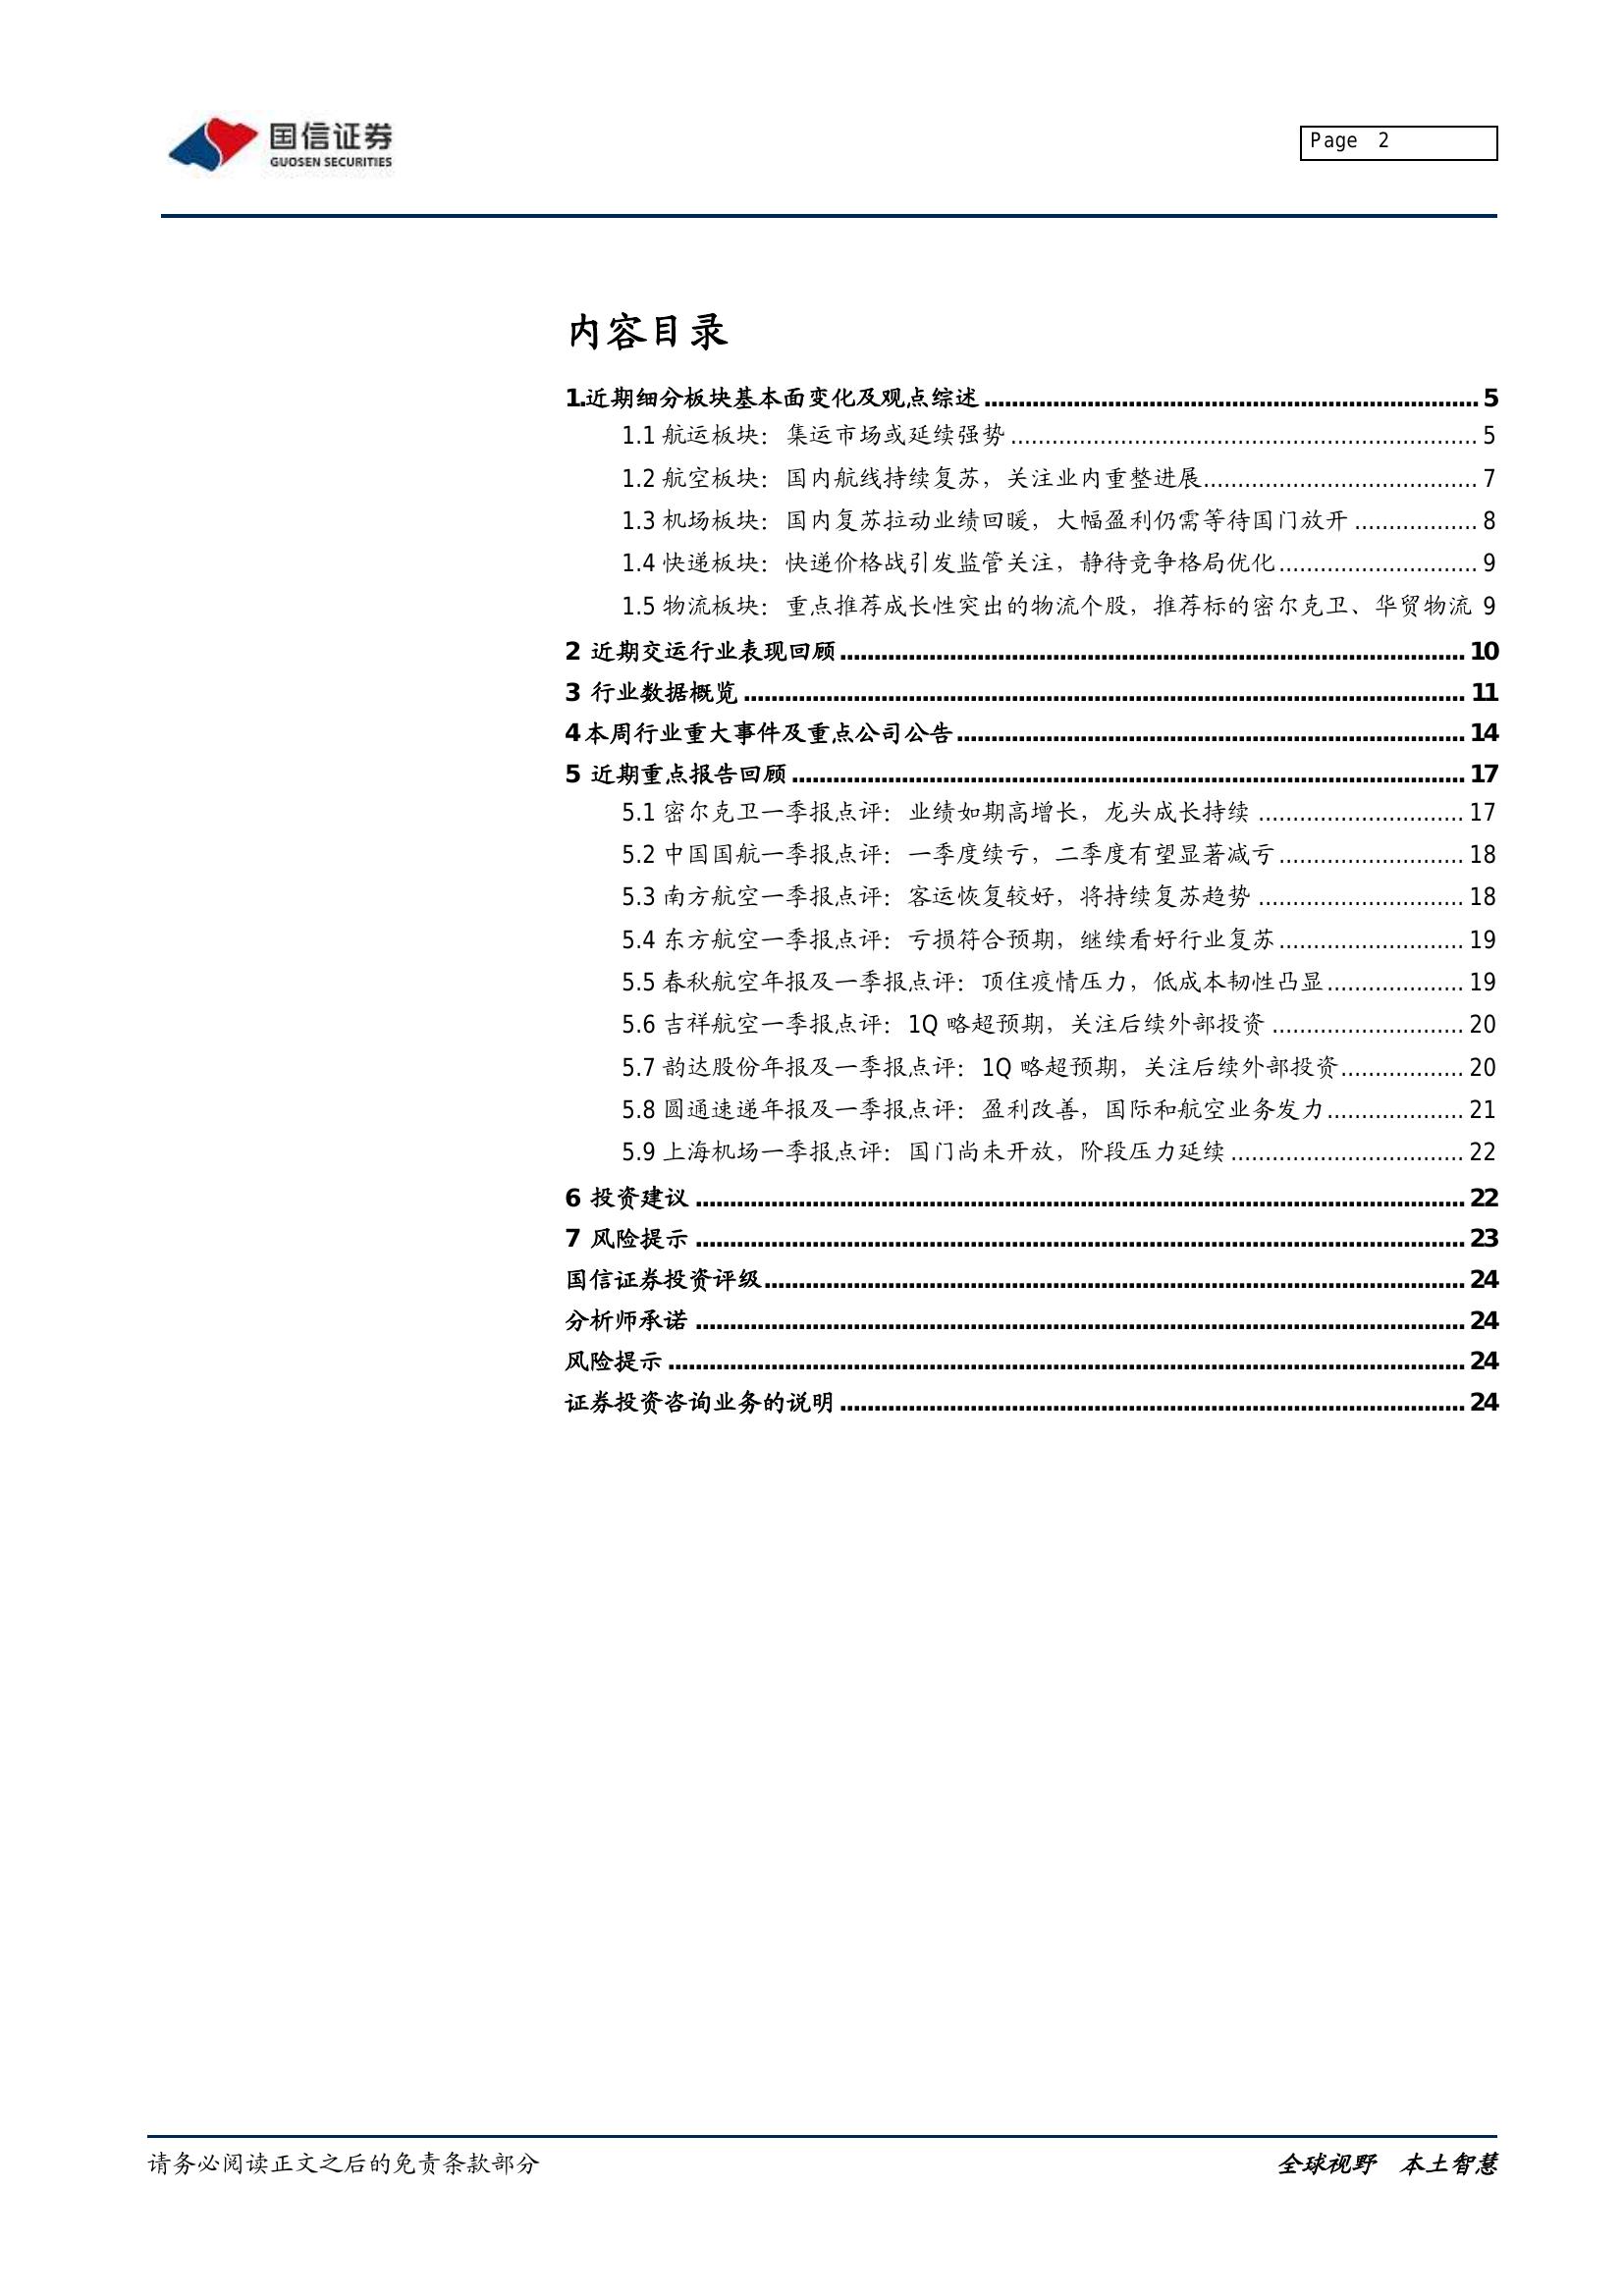 国信证券
GUOSEN SECURITIES
Page 2
内容目录
1.近期细分板块基本面变化及观点综述 ........................................................................ 5
1.1 航运板块：集运市场或延续强势 .................................................................... 5
1.2 航空板块：国内航线持续复苏，关注业内重整进展........................................ 7
1.3 机场板块：国内复苏拉动业绩回暖，大幅盈利仍需等待国门放开 .................. 8
1.4 快递板块：快递价格战引发监管关注，静待竞争格局优化............................. 9
1.5 物流板块：重点推荐成长性突出的物流个股，推荐标的密尔克卫、华贸物流 9
2 近期交运行业表现回顾 ........................................................................................... 10
3 行业数据概览 ......................................................................................................... 11
4 本周行业重大事件及重点公司公告 .......................................................................... 14
5 近期重点报告回顾 .................................................................................................. 17
5.1 密尔克卫一季报点评：业绩如期高增长，龙头成长持续 .............................. 17
5.2 中国国航一季报点评：一季度续亏，二季度有望显著减亏........................... 18
5.3 南方航空一季报点评：客运恢复较好，将持续复苏趋势 .............................. 18
5.4 东方航空一季报点评：亏损符合预期，继续看好行业复苏........................... 19
5.5 春秋航空年报及一季报点评：顶住疫情压力，低成本韧性凸显.................... 19
5.6 吉祥航空一季报点评：1Q 略超预期，关注后续外部投资 ............................ 20
5.7 韵达股份年报及一季报点评：1Q 略超预期，关注后续外部投资.................. 20
5.8 圆通速递年报及一季报点评：盈利改善，国际和航空业务发力.................... 21
5.9 上海机场一季报点评：国门尚未开放，阶段压力延续 .................................. 22
6 投资建议 ................................................................................................................ 22
7 风险提示 ................................................................................................................ 23
国信证券投资评级...................................................................................................... 24
分析师承诺 ................................................................................................................ 24
风险提示 .................................................................................................................... 24
证券投资咨询业务的说明 ........................................................................................... 24
请务必阅读正文之后的免责条款部分
全球视野 本土智慧